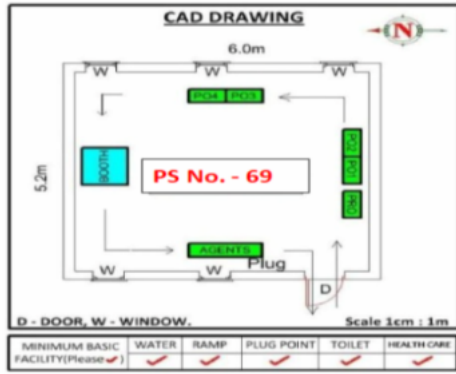 CAD DRAWING
N
6.0m
W W W
PO4 PO3
5.2m
BOOTH
PS No. - 69
PO2
PO1
PRO
AGENTS
Plug
W W
D
D - DOOR, W - WINDOW.
Scale 1cm : 1m
MINIMUM BASIC FACILITY(Please ✓)
WATER
RAMP
PLUG POINT
TOILET
HEALTH CARE